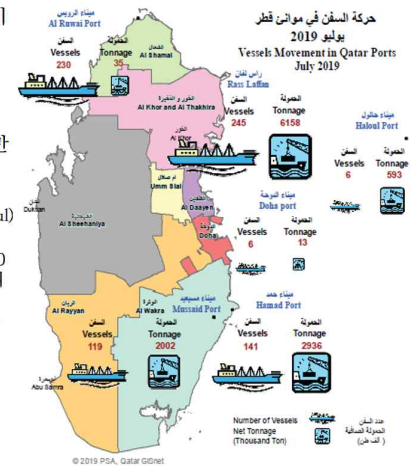 حركة السفن في موانئ قطر
يوليو 2019
Vessels Movement in Qatar Ports
July 2019
ميناء الرويس
Al Ruwai Port
السفن
Vessels
230
الحمولة
Tonnage
35
الشمال
Al Shamal
راس لفان
Rass Laffan
السفن
Vessels
245
الحمولة
Tonnage
6158
الخور و الذخيرة
Al Khor and Al Thakhira
الخور
Al Khor
ميناء حالول
Haloul Port
السفن
Vessels
6
الحمولة
Tonnage
593
أم صلال
Umm Slal
الضعاين
Al Daayen
دخان
Dukhan
الشيحانية
Al Sheehaniya
ميناء الدوحة
Doha port
السفن
Vessels
6
الحمولة
Tonnage
13
الدوحة
Doha
الريان
Al Rayyan
الوكرة
Al Wakra
ميناء مسيعيد
Mussaid Port
السفن
Vessels
119
الحمولة
Tonnage
2002
ميناء حمد
Hamad Port
السفن
Vessels
141
الحمولة
Tonnage
2936
Abu Samra
Number of Vessels
عدد السفن
Net Tonnage
الحمولة الصافية
(Thousand Ton)
( ألف طن)
© 2019 PSA, Qatar GISnet